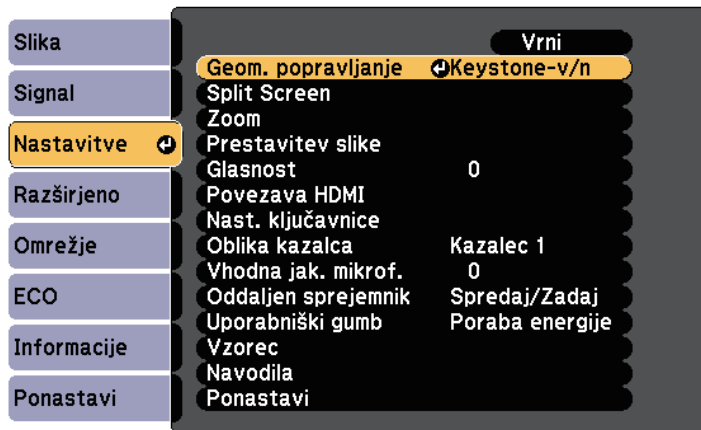 Slika
Signal
Nastavitve
Razširjeno
Omrežje
ECO
Informacije
Ponastavi
Vrni
Geom. popravljanje Keystone-v/n
Split Screen
Zoom
Prestavitev slike
Glasnost 0
Povezava HDMI
Nast. ključavnice
Oblika kazalca Kazalec 1
Vhodna jak. mikrof. 0
Oddaljen sprejemnik Spredaj/Zadaj
Uporabniški gumb Poraba energije
Vzorec
Navodila
Ponastavi